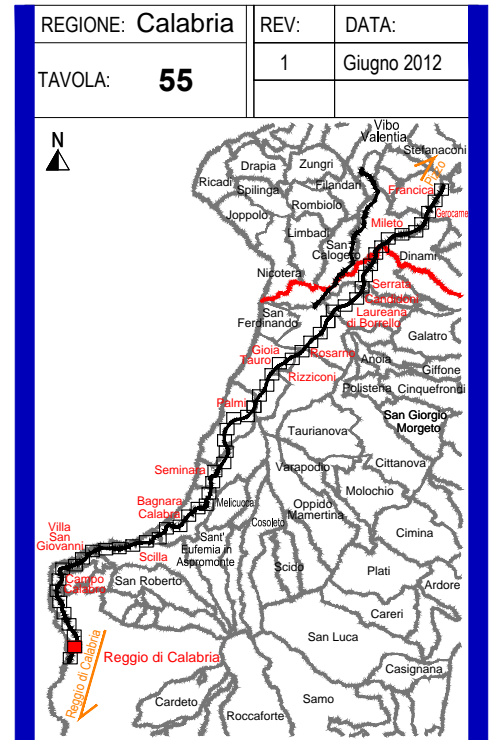 REGIONE: Calabria
REV:
DATA:
TAVOLA: 55
1
Giugno 2012
N
Vibo
Valentia
Stefanaconi
Pizzo
Zungri
Drapia
Filandari
Francica
Ricadi
Spilinga
Rombiolo
Gerocarne
Joppolo
Mileto
Limbadi
San
Calogero
Dinami
Nicotera
Serrata
Candidoni
San
Ferdinando
Laureana
di Borrello
Galatro
Gioia
Tauro
Rosarno
Anoia
Giffone
Rizziconi
Polistena
Cinquefrondi
Palmi
San Giorgio
Morgeto
Taurianova
Seminara
Varapodio
Cittanova
Molochio
Bagnara
Calabra
Melicucca
Oppido
Mamertina
Cosoleto
Villa
San
Giovanni
Sant'
Eufemia in
Aspromonte
Cimina
Scilla
Scido
Plati
Campo
Calabro
San Roberto
Ardore
Careri
San Luca
Reggio di Calabria
Reggio di Calabria
Casignana
Cardeto
Samo
Roccaforte